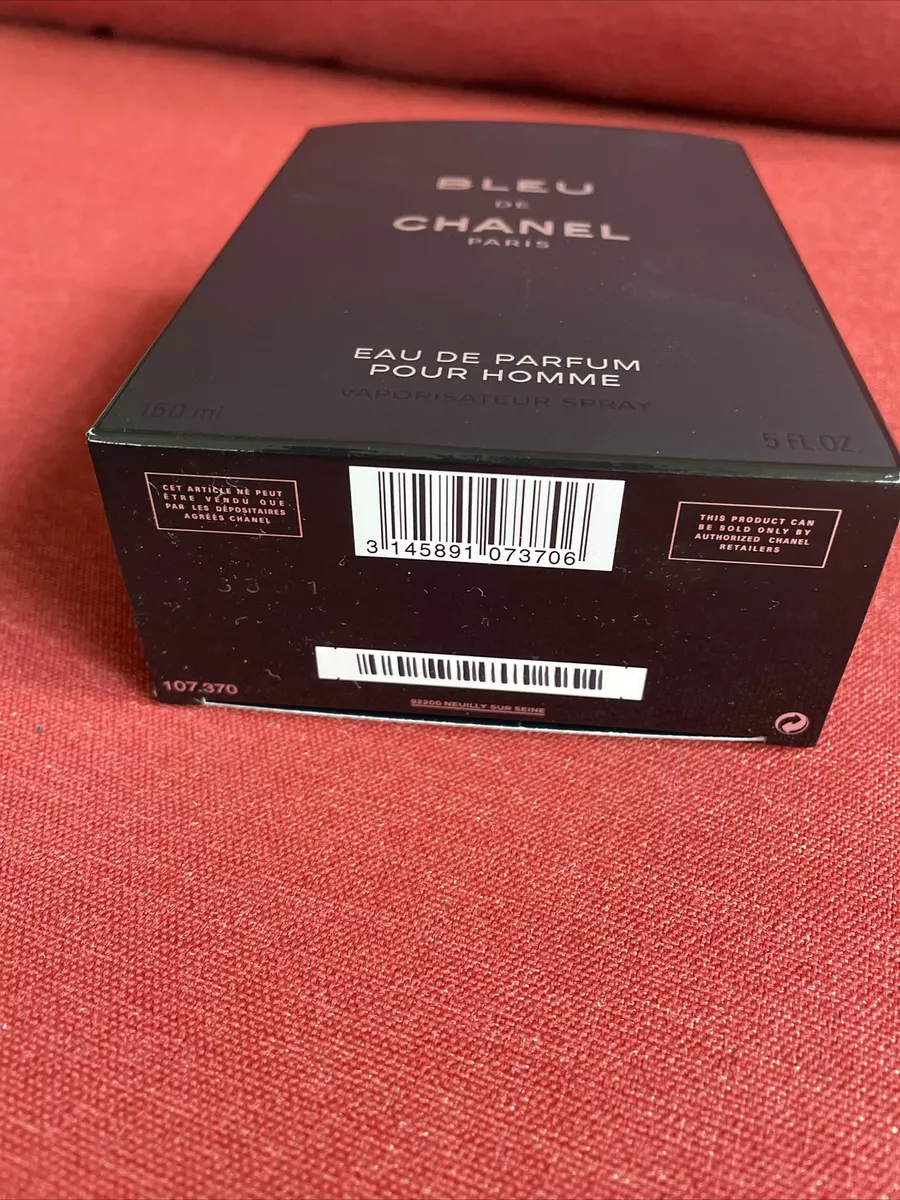 BLEU
DE
CHANEL
PARIS
EAU DE PARFUM
POUR HOMME
VAPORISATEUR SPRAY
150 ml
5 FL.OZ.
CET ARTICLE NE PEUT
ÊTRE VENDU QUE
PAR LES DÉPOSITAIRES
AGRÉÉS CHANEL
3 145891 073706
THIS PRODUCT CAN
BE SOLD ONLY BY
AUTHORIZED CHANEL
RETAILERS
107.370
92200 NEUILLY SUR SEINE